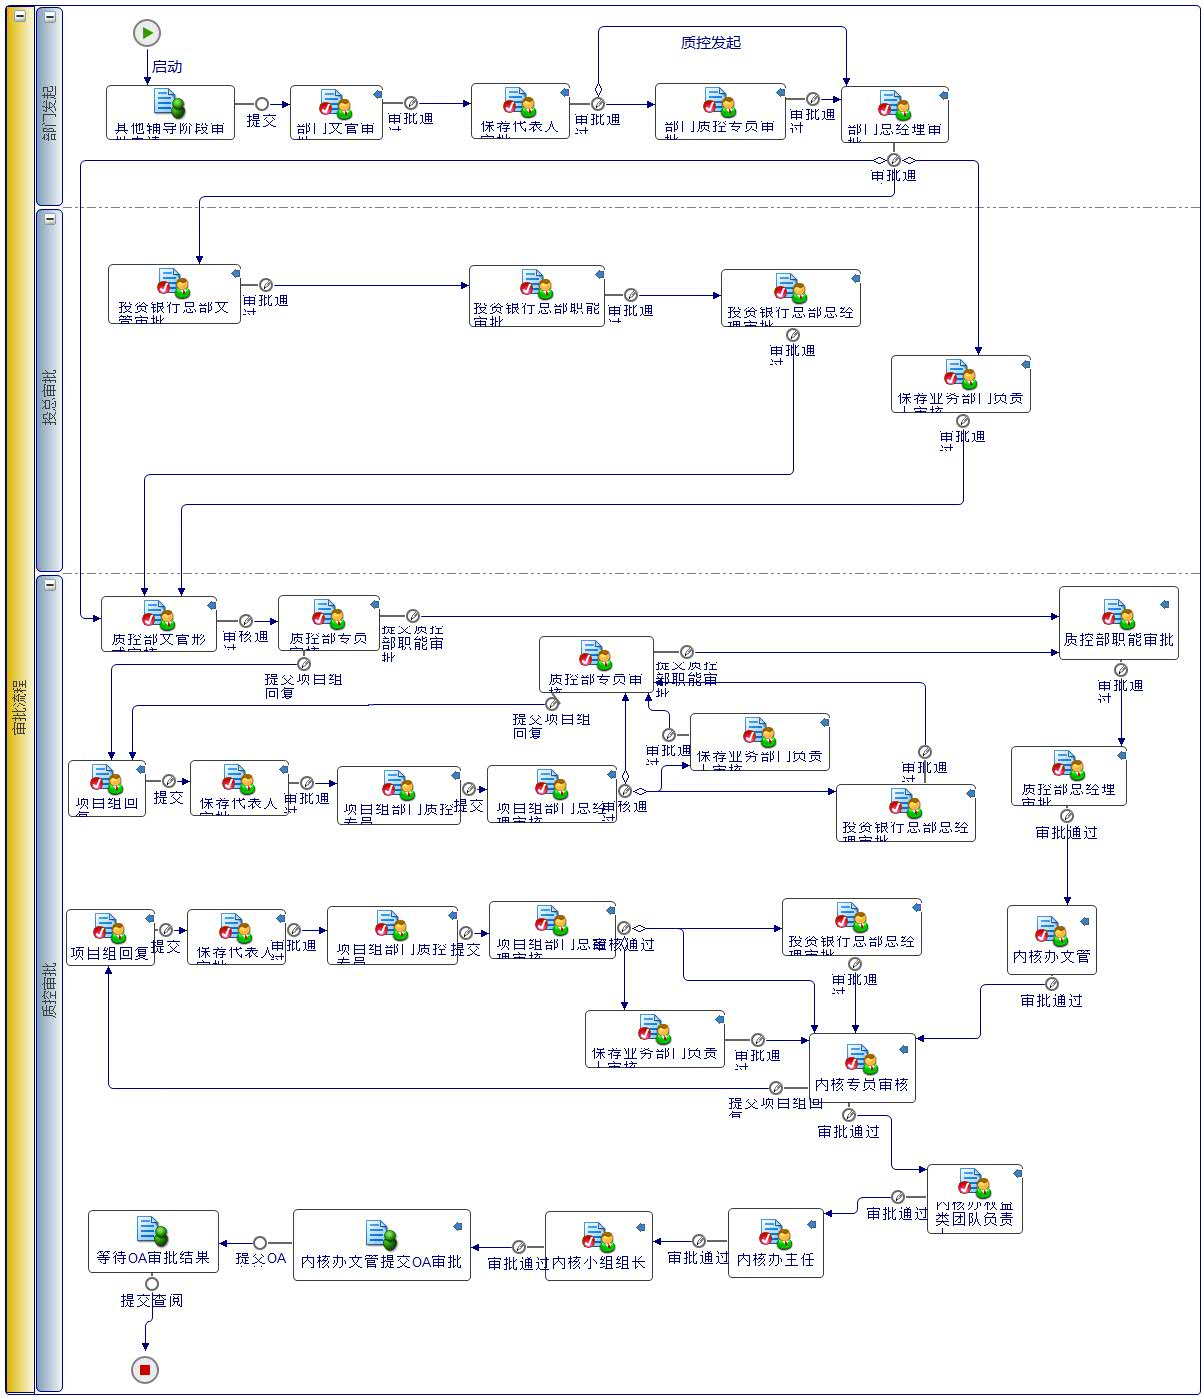 审批流程
部门发起
投总审批
质控审批
启动
质控发起
提交
审批通
过
审批通
过
审批通
过
其他辅导阶段审
部门文管审
保荐代表人
部门质控专员审
部门总经理审
审批通
投资银行总部文
管审批
审批通
过
投资银行总部职能
审批
审批通
过
投资银行总部总经
理审批
审批通
过
保荐业务部门负责
人审核
审批通
过
质控部文管形
审核通
过
质控部专员
提交质控
部职能审
批
提交项目组
回复
质控部专员审
核
提交质控
部职能审
批
提交项目组
回复
质控部职能审批
审批通
过
审批通
过
保荐业务部门负责
人审核
审批通
过
项目组回
复
提交
保荐代表人
审批通
过
项目组部门质控
专员
提交
项目组部门总经
理审核
审核通
过
投资银行总部总经
理审批
质控部总经理
审批
审批通过
项目组回复
提交
保荐代表人
审批通
过
项目组部门质控
专员
提交
项目组部门总经
理审核
审核通过
投资银行总部总经
理审批
审批通
过
内核办文管
审批通过
保荐业务部门负责
人审核
审批通
过
内核专员审核
提交项目组回
复
审批通过
内核办权益
类团队负责
人
审批通过
内核办主任
审批通过
内核小组组长
审批通过
内核办文管提交OA审批
提交OA
等待OA审批结果
提交查阅